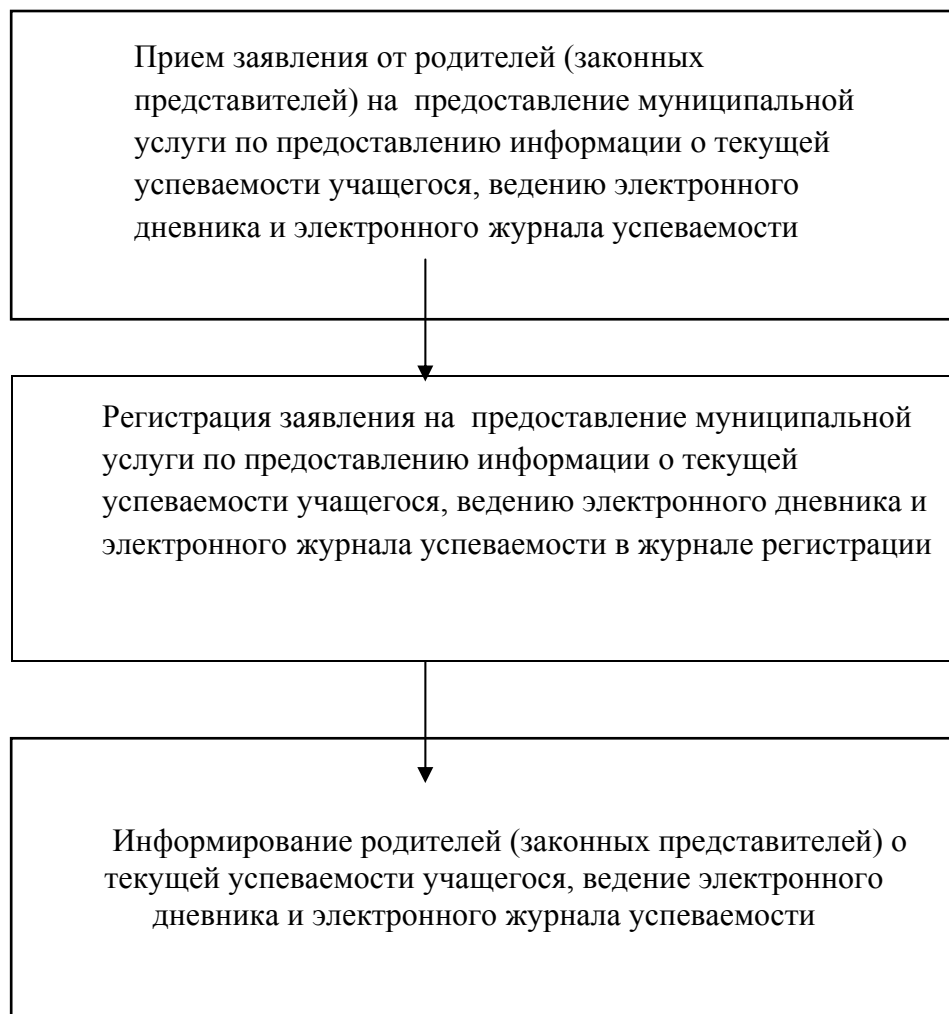 Прием заявления от родителей (законных
представителей) на  предоставление муниципальной
услуги по предоставлению информации о текущей
успеваемости учащегося, ведению электронного
дневника и электронного журнала успеваемости
Регистрация заявления на  предоставление муниципальной
услуги по предоставлению информации о текущей
успеваемости учащегося, ведению электронного дневника и
электронного журнала успеваемости в журнале регистрации
Информирование родителей (законных представителей) о
текущей успеваемости учащегося, ведение электронного
дневника и электронного журнала успеваемости